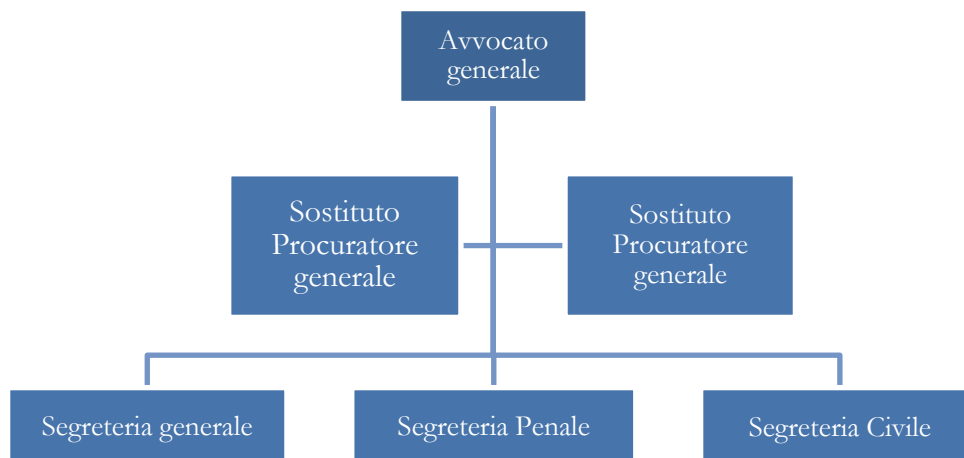 Avvocato
generale
Sostituto
Procuratore
generale
Sostituto
Procuratore
generale
Segreteria generale
Segreteria Penale
Segreteria Civile